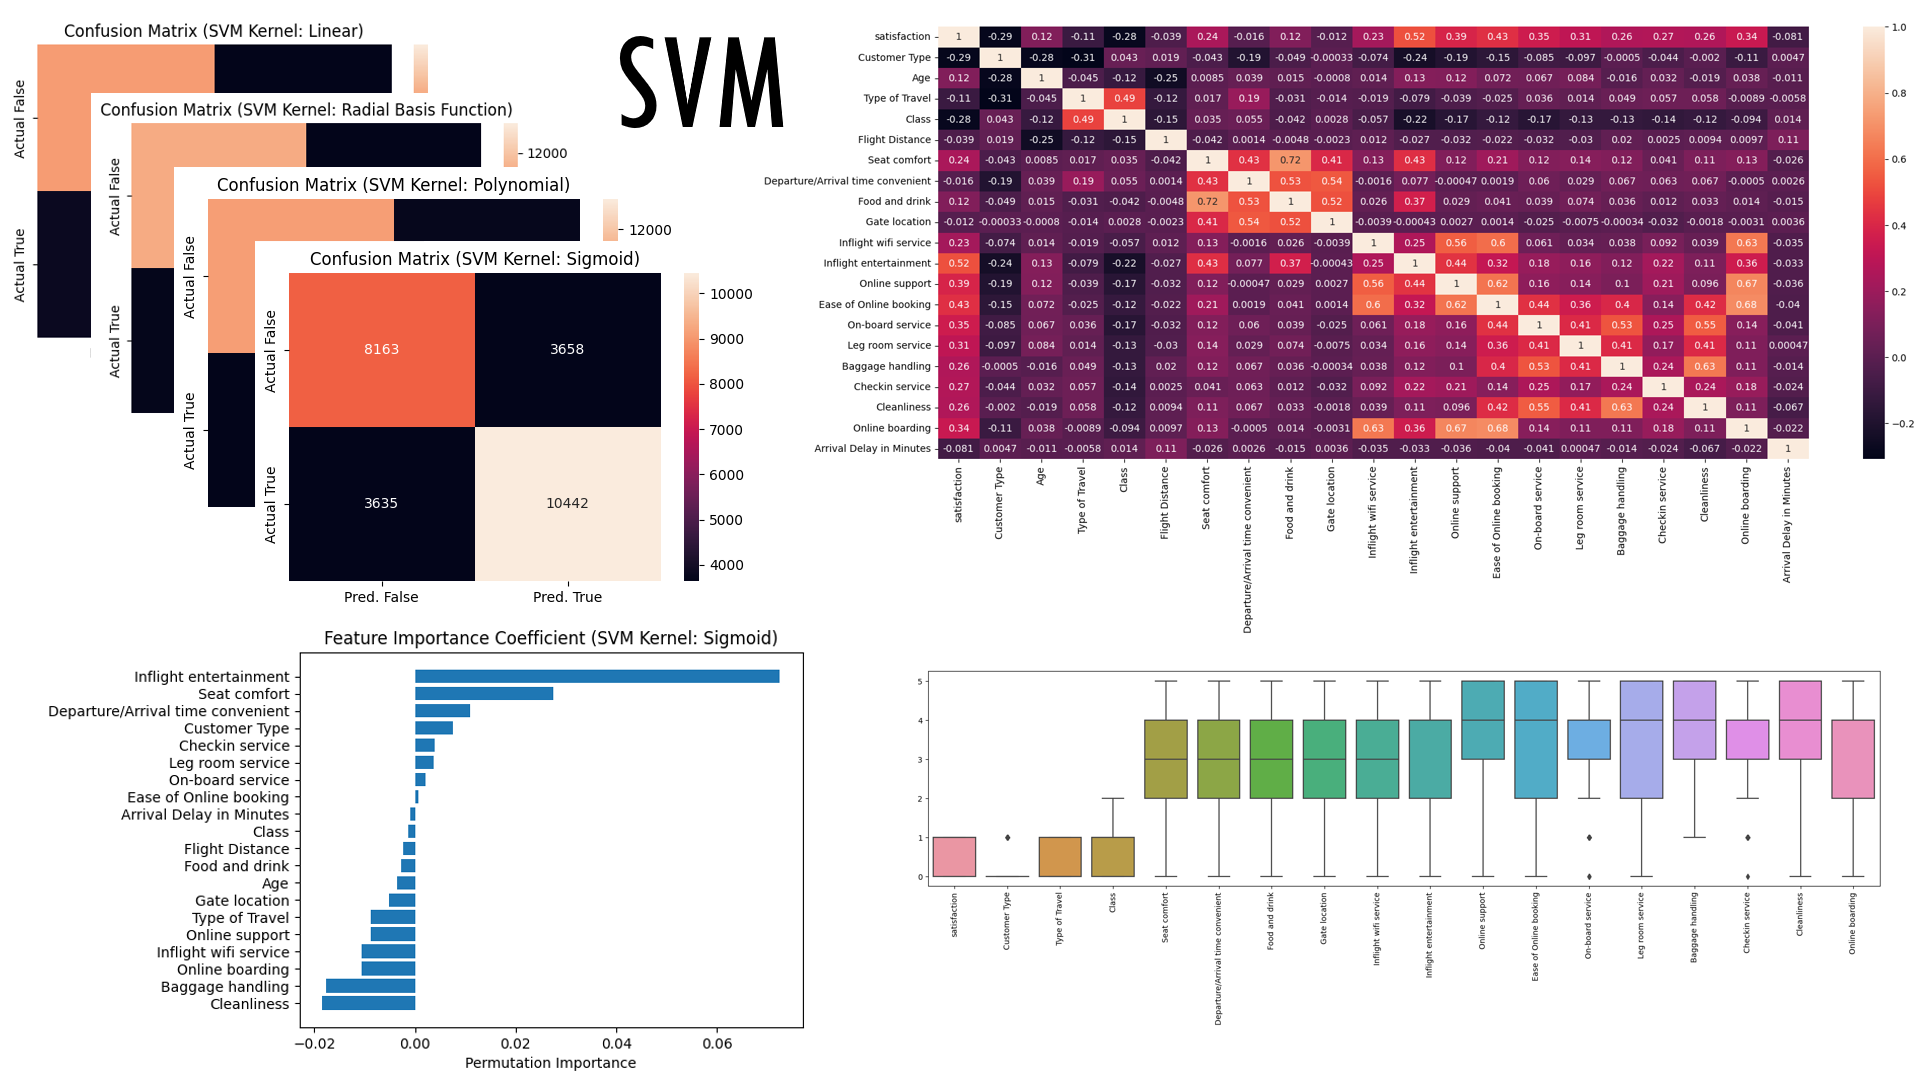 Confusion Matrix (SVM Kernel: Linear)
Actual False
Actual True
Confusion Matrix (SVM Kernel: Radial Basis Function)
12000
Actual False
Actual True
Confusion Matrix (SVM Kernel: Polynomial)
12000
Actual False
Actual True
Confusion Matrix (SVM Kernel: Sigmoid)
8163 3658
3635 10442
Actual False
Actual True
Pred. False Pred. True
10000
9000
8000
7000
6000
5000
4000
SVM
satisfaction 1 -0.29 0.12 -0.11 -0.28 -0.039 0.24 -0.016 0.12 -0.012 0.23 0.52 0.39 0.43 0.35 0.31 0.26 0.27 0.26 0.34 -0.081
Customer Type -0.29 1 -0.28 -0.31 0.043 0.019 -0.043 -0.19 -0.049 -0.00033 -0.074 -0.24 -0.19 -0.15 -0.085 -0.097 -0.0005 -0.044 -0.002 -0.11 0.0047
Age 0.12 -0.28 1 -0.045 -0.12 -0.25 0.0085 0.039 0.015 -0.0008 0.014 0.13 0.12 0.072 0.067 0.084 -0.016 0.032 -0.019 0.038 -0.011
Type of Travel -0.11 -0.31 -0.045 1 0.49 -0.12 0.017 0.19 -0.031 -0.014 -0.019 -0.079 -0.039 -0.025 0.036 0.014 0.049 0.057 0.058 -0.0089 -0.0058
Class -0.28 0.043 -0.12 0.49 1 -0.15 0.035 0.055 -0.042 0.0028 -0.057 -0.22 -0.17 -0.12 -0.17 -0.13 -0.13 -0.14 -0.12 -0.094 0.014
Flight Distance -0.039 0.019 -0.25 -0.12 -0.15 1 -0.042 0.0014 -0.0048 -0.0023 0.012 -0.027 -0.032 -0.022 -0.032 -0.03 0.02 0.0025 0.0094 0.0097 0.11
Seat comfort 0.24 -0.043 0.0085 0.017 0.035 -0.042 1 0.43 0.72 0.41 0.13 0.43 0.12 0.21 0.12 0.14 0.12 0.041 0.11 0.13 -0.026
Departure/Arrival time convenient -0.016 -0.19 0.039 0.19 0.055 0.0014 0.43 1 0.53 0.54 -0.0016 0.077 -0.00047 0.0019 0.06 0.029 0.067 0.063 0.067 -0.0005 0.0026
Food and drink 0.12 -0.049 0.015 -0.031 -0.042 -0.0048 0.72 0.53 1 0.52 0.026 0.37 0.029 0.041 0.039 0.074 0.036 0.012 0.033 0.014 -0.015
Gate location -0.012 -0.00033 -0.0008 -0.014 0.0028 -0.0023 0.41 0.54 0.52 1 -0.0039 -0.00043 0.0027 0.0014 -0.025 -0.0075 -0.00034 -0.032 -0.0018 -0.0031 0.0036
Inflight wifi service 0.23 -0.074 0.014 -0.019 -0.057 0.012 0.13 -0.0016 0.026 -0.0039 1 0.25 0.56 0.6 0.061 0.034 0.038 0.092 0.039 0.63 -0.035
Inflight entertainment 0.52 -0.24 0.13 -0.079 -0.22 -0.027 0.43 0.077 0.37 -0.00043 0.25 1 0.44 0.32 0.18 0.16 0.12 0.22 0.11 0.36 -0.033
Online support 0.39 -0.19 0.12 -0.039 -0.17 -0.032 0.12 -0.00047 0.029 0.0027 0.56 0.44 1 0.62 0.16 0.14 0.1 0.21 0.096 0.67 -0.036
Ease of Online booking 0.43 -0.15 0.072 -0.025 -0.12 -0.022 0.21 0.0019 0.041 0.0014 0.6 0.32 0.62 1 0.44 0.36 0.4 0.14 0.42 0.68 -0.04
On-board service 0.35 -0.085 0.067 0.036 -0.17 -0.032 0.12 0.06 0.039 -0.025 0.061 0.18 0.16 0.44 1 0.41 0.53 0.25 0.55 0.14 -0.041
Leg room service 0.31 -0.097 0.084 0.014 -0.13 -0.03 0.14 0.029 0.074 -0.0075 0.034 0.16 0.14 0.36 0.41 1 0.41 0.17 0.41 0.11 0.00047
Baggage handling 0.26 -0.0005 -0.016 0.049 -0.13 0.02 0.12 0.067 0.036 -0.00034 0.038 0.12 0.1 0.4 0.53 0.41 1 0.24 0.63 0.11 -0.014
Checkin service 0.27 -0.044 0.032 0.057 -0.14 0.0025 0.041 0.063 0.012 -0.032 0.092 0.22 0.21 0.14 0.25 0.17 0.24 1 0.24 0.18 -0.024
Cleanliness 0.26 -0.002 -0.019 0.058 -0.12 0.0094 0.11 0.067 0.033 -0.0018 0.039 0.11 0.096 0.42 0.55 0.41 0.63 0.24 1 0.11 -0.067
Online boarding 0.34 -0.11 0.038 -0.0089 -0.094 0.0097 0.13 -0.0005 0.014 -0.0031 0.63 0.36 0.67 0.68 0.14 0.11 0.11 0.18 0.11 1 -0.022
Arrival Delay in Minutes -0.081 0.0047 -0.011 -0.0058 0.014 0.11 -0.026 0.0026 -0.015 0.0036 -0.035 -0.033 -0.036 -0.04 -0.041 0.00047 -0.014 -0.024 -0.067 -0.022 1
satisfaction
Customer Type
Age
Type of Travel
Class
Flight Distance
Seat comfort
Departure/Arrival time convenient
Food and drink
Gate location
Inflight wifi service
Inflight entertainment
Online support
Ease of Online booking
On-board service
Leg room service
Baggage handling
Checkin service
Cleanliness
Online boarding
Arrival Delay in Minutes
1.0
0.8
0.6
0.4
0.2
0.0
−0.2
Feature Importance Coefficient (SVM Kernel: Sigmoid)
Inflight entertainment
Seat comfort
Departure/Arrival time convenient
Customer Type
Checkin service
Leg room service
On-board service
Ease of Online booking
Arrival Delay in Minutes
Class
Flight Distance
Food and drink
Age
Gate location
Type of Travel
Online support
Inflight wifi service
Online boarding
Baggage handling
Cleanliness
−0.02 0.00 0.02 0.04 0.06
Permutation Importance
5
4
3
2
1
0
satisfaction
Customer Type
Type of Travel
Class
Seat comfort
Departure/Arrival time convenient
Food and drink
Gate location
Inflight wifi service
Inflight entertainment
Online support
Ease of Online booking
On-board service
Leg room service
Baggage handling
Checkin service
Cleanliness
Online boarding